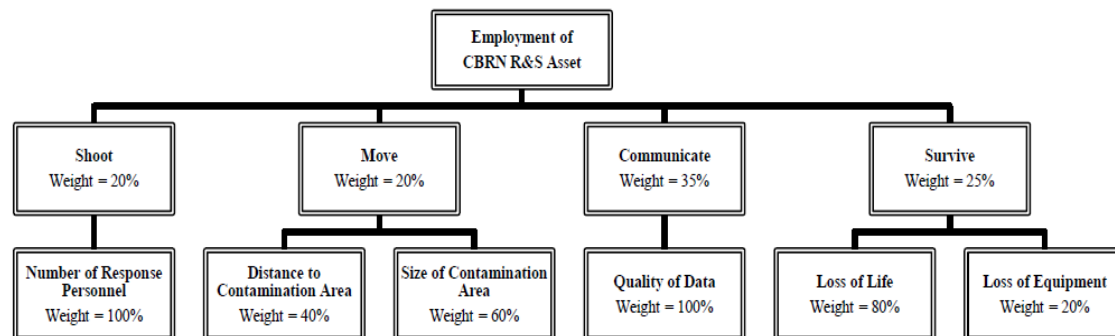 Employment of
CBRN R&S Asset
Shoot
Weight = 20%
Move
Weight = 20%
Communicate
Weight = 35%
Survive
Weight = 25%
Number of Response
Personnel
Weight = 100%
Distance to
Contamination Area
Weight = 40%
Size of Contamination
Area
Weight = 60%
Quality of Data
Weight = 100%
Loss of Life
Weight = 80%
Loss of Equipment
Weight = 20%